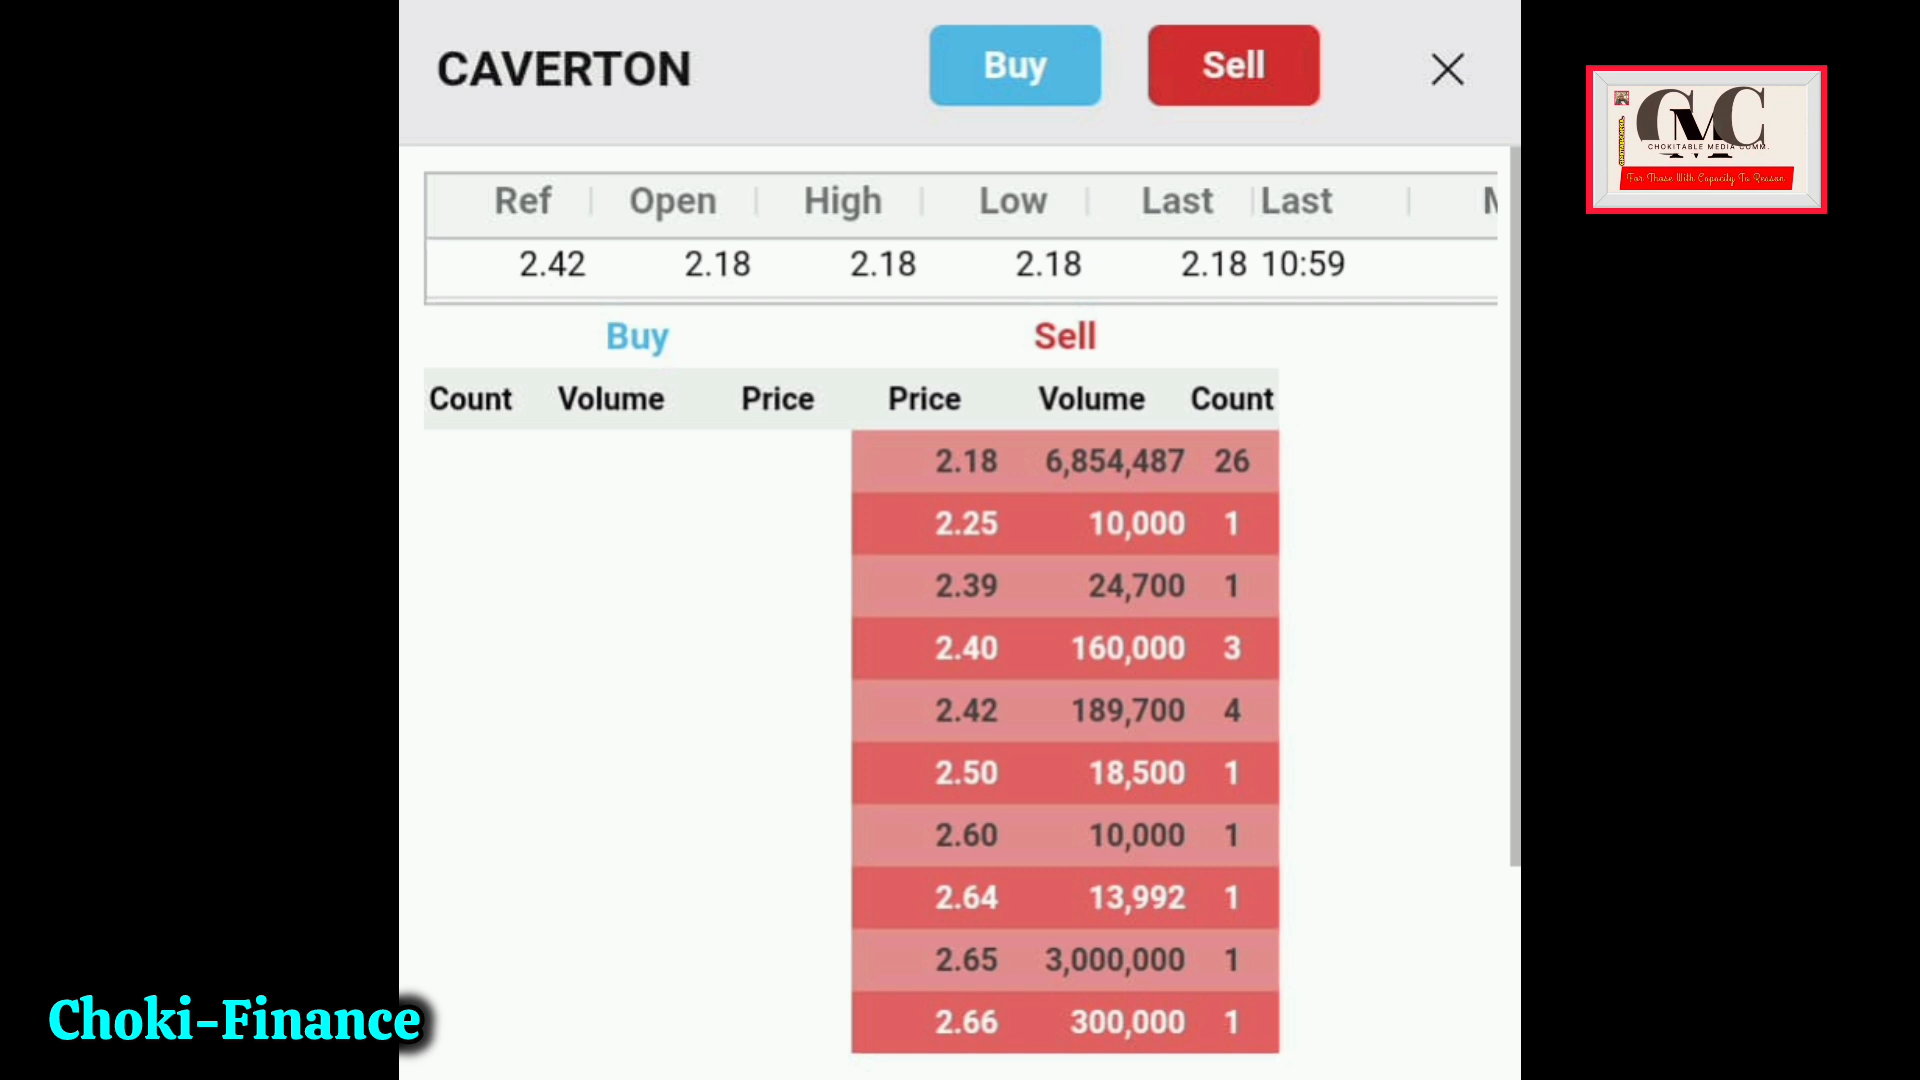 CAVERTON
Buy Sell
Ref Open High Low Last Last
2.42 2.18 2.18 2.18 2.18 10:59
Buy Sell
Count Volume Price Price Volume Count
2.18 6,854,487 26
2.25 10,000 1
2.39 24,700 1
2.40 160,000 3
2.42 189,700 4
2.50 18,500 1
2.60 10,000 1
2.64 13,992 1
2.65 3,000,000 1
2.66 300,000 1
CMC
CHOKITABLE MEDIA COMM.
For Those With Capacity To Reason
Choki-Finance